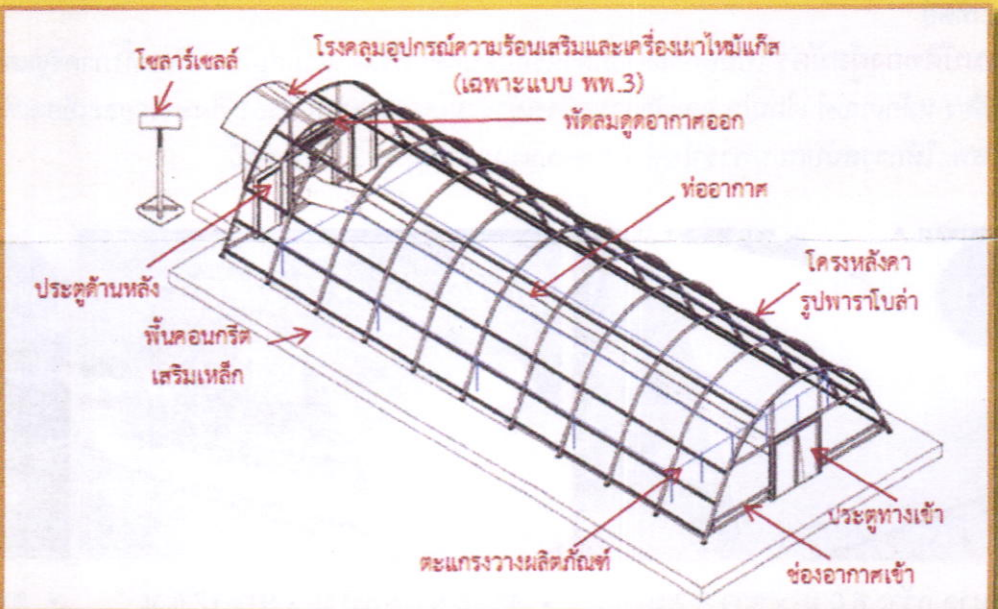 โซลาร์เซลล์
โรงคลุมอุปกรณ์ความร้อนเสริมและเครื่องเผาไหม้แก๊ส
(เฉพาะแบบ พพ.3)
พัดลมดูดอากาศออก
ท่ออากาศ
โครงหลังคา
รูปพาราโบล่า
ประตูด้านหลัง
พื้นคอนกรีต
เสริมเหล็ก
ประตูทางเข้า
ตะแกรงวางผลิตภัณฑ์
ช่องอากาศเข้า